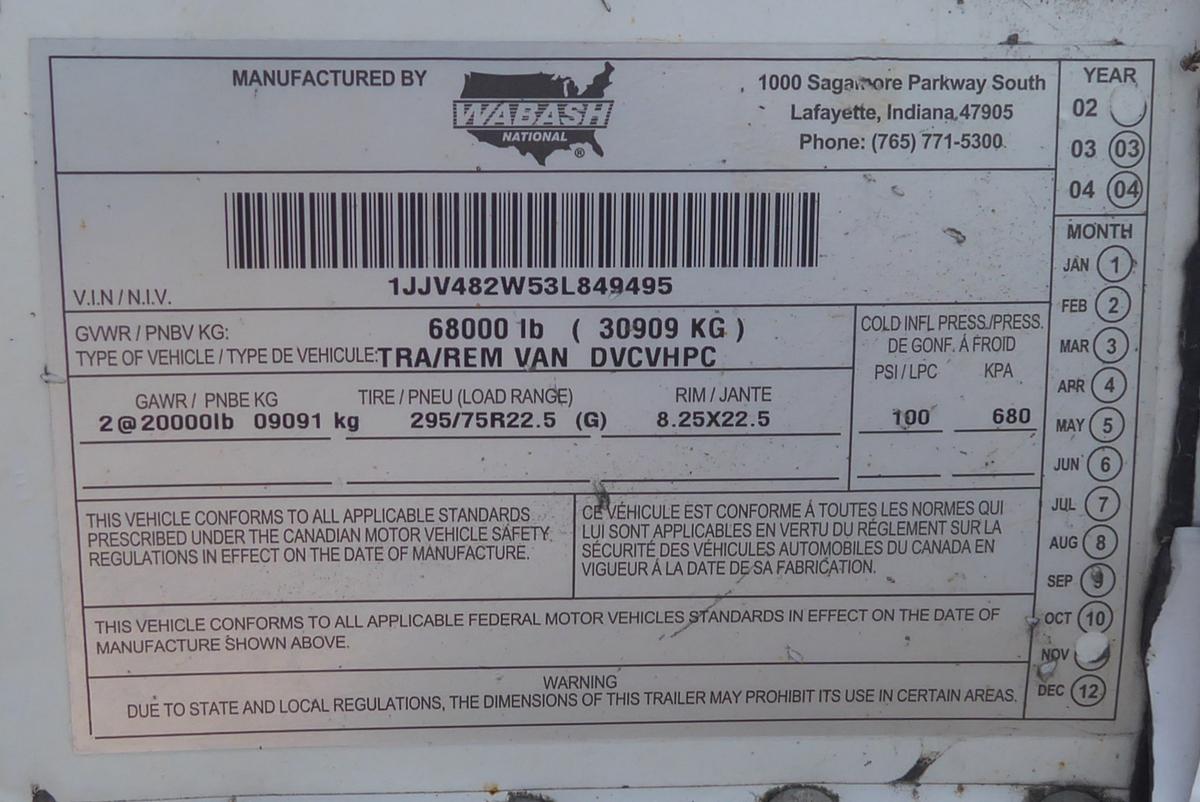 MANUFACTURED BY
WABASH
NATIONAL
®
1000 Sagamore Parkway South
Lafayette, Indiana 47905
Phone: (765) 771-5300
YEAR
02
03 03
04 04
1JJV482W53L849495
V.I.N / N.I.V.
GVWR / PNBV KG: 68000 lb ( 30909 KG )
TYPE OF VEHICLE / TYPE DE VEHICULE: TRA/REM VAN DVCVHPC
COLD INFL PRESS./PRESS.
DE GONF. Á FROID
PSI / LPC KPA
100 680
GAWR / PNBE KG TIRE / PNEU (LOAD RANGE) RIM / JANTE
2@20000lb 09091 kg 295/75R22.5 (G) 8.25X22.5
MONTH
JAN 1
FEB 2
MAR 3
APR 4
MAY 5
JUN 6
JUL 7
AUG 8
SEP 9
OCT 10
NOV
DEC 12
THIS VEHICLE CONFORMS TO ALL APPLICABLE STANDARDS
PRESCRIBED UNDER THE CANADIAN MOTOR VEHICLE SAFETY
REGULATIONS IN EFFECT ON THE DATE OF MANUFACTURE.
CE VÉHICULE EST CONFORME Á TOUTES LES NORMES QUI
LUI SONT APPLICABLES EN VERTU DU RÉGLEMENT SUR LA
SÉCURITÉ DES VÉHICULES AUTOMOBILES DU CANADA EN
VIGUEUR Á LA DATE DE SA FABRICATION.
THIS VEHICLE CONFORMS TO ALL APPLICABLE FEDERAL MOTOR VEHICLES STANDARDS IN EFFECT ON THE DATE OF
MANUFACTURE SHOWN ABOVE.
WARNING
DUE TO STATE AND LOCAL REGULATIONS, THE DIMENSIONS OF THIS TRAILER MAY PROHIBIT ITS USE IN CERTAIN AREAS.